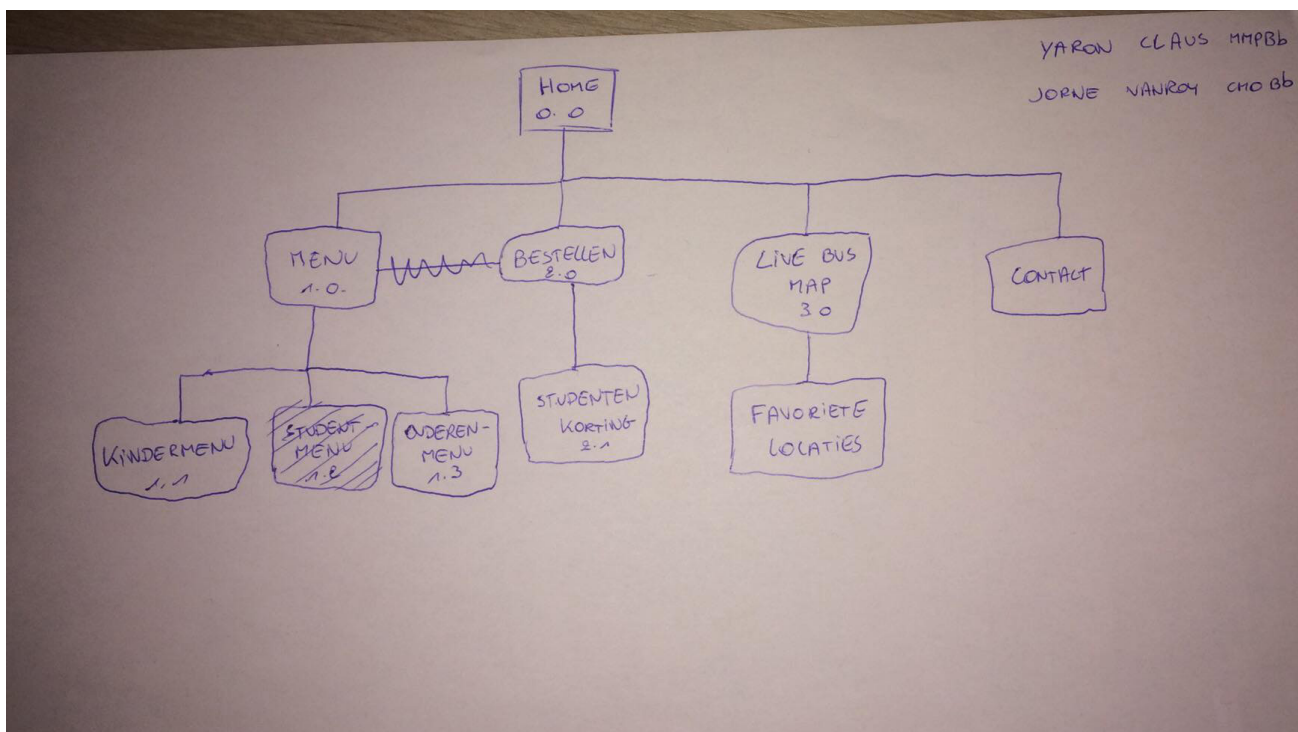 YARON CLAUS MMPBb
JORNE VANROY CMO Bb
HOME
0.0
MENU
1.0.
BESTELLEN
2.0
LIVE BUS
MAP
3.0
CONTACT
KINDERMENU
1.1
STUDENT-
MENU
1.2
OUDEREN-
MENU
1.3
STUDENTEN
KORTING
2.1
FAVORIETE
LOCATIES